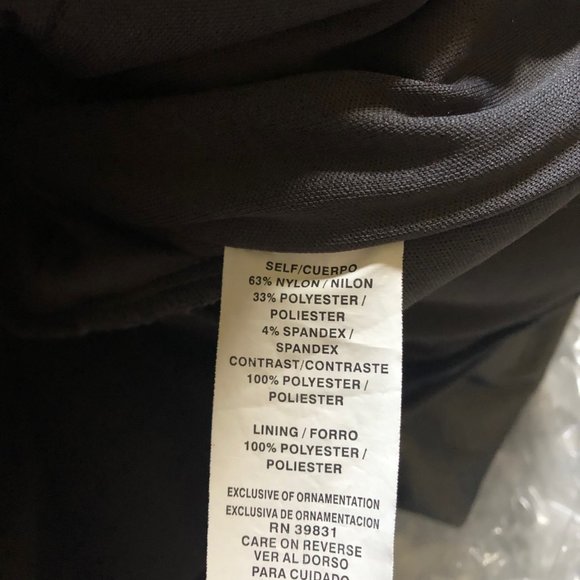 SELF/CUERPO
63% NYLON / NILON
33% POLYESTER /
POLIESTER
4% SPANDEX /
SPANDEX
CONTRAST/CONTRASTE
100% POLYESTER /
POLIESTER
LINING / FORRO
100% POLYESTER /
POLIESTER
EXCLUSIVE OF ORNAMENTATION
EXCLUSIVA DE ORNAMENTACION
RN 39831
CARE ON REVERSE
VER AL DORSO
PARA CUIDADO